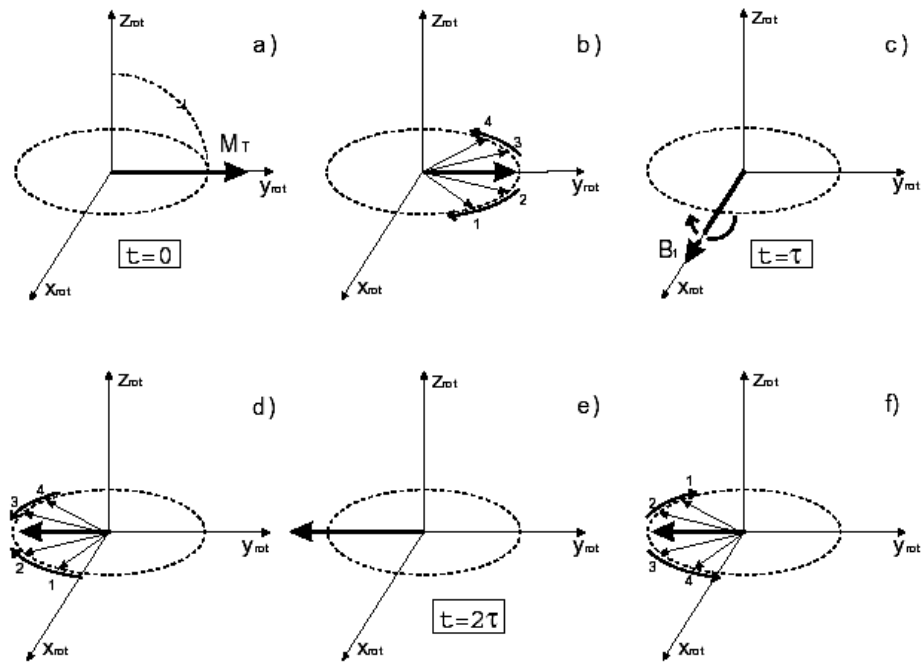 Zrot
a)
MT
yrot
xrot
t=0
Zrot
b)
4
3
yrot
2
1
xrot
Zrot
c)
yrot
B1
xrot
t=τ
Zrot
d)
3
4
yrot
2
1
xrot
Zrot
e)
yrot
xrot
t=2τ
Zrot
f)
1
2
yrot
3
4
xrot